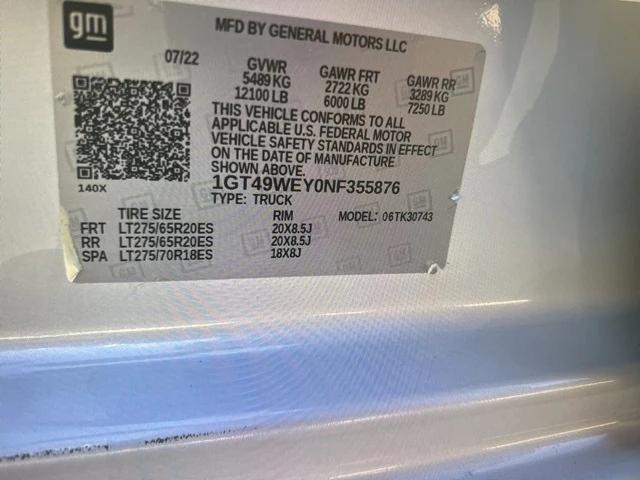 gm
MFD BY GENERAL MOTORS LLC
07/22
GVWR GAWR FRT GAWR RR
5489 KG 2722 KG 3289 KG
12100 LB 6000 LB 7250 LB
THIS VEHICLE CONFORMS TO ALL
APPLICABLE U.S. FEDERAL MOTOR
VEHICLE SAFETY STANDARDS IN EFFECT
ON THE DATE OF MANUFACTURE
SHOWN ABOVE.
140X
1GT49WEY0NF355876
TYPE: TRUCK
TIRE SIZE RIM MODEL: 06TK30743
FRT LT275/65R20ES 20X8.5J
RR LT275/65R20ES 20X8.5J
SPA LT275/70R18ES 18X8J